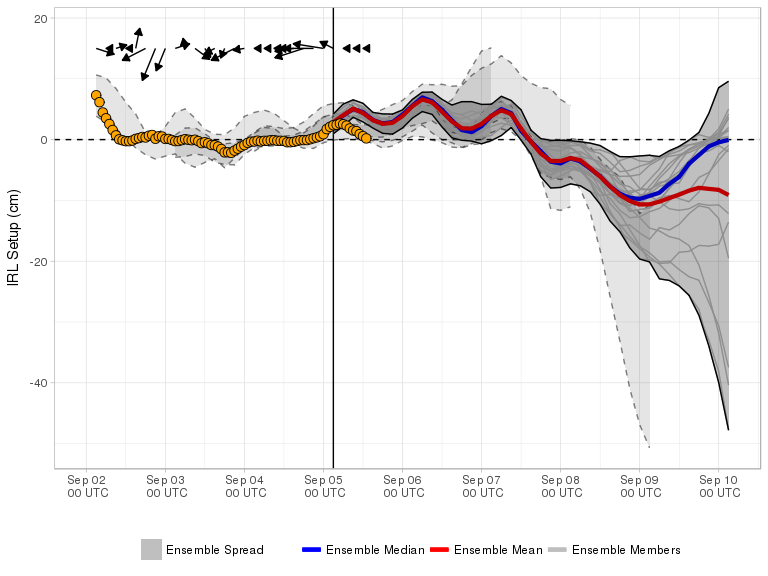 IRL Setup (cm)
20
0
-20
-40
Sep 02 Sep 03 Sep 04 Sep 05 Sep 06 Sep 07 Sep 08 Sep 09 Sep 10
00 UTC 00 UTC 00 UTC 00 UTC 00 UTC 00 UTC 00 UTC 00 UTC 00 UTC
Ensemble Spread Ensemble Median Ensemble Mean Ensemble Members